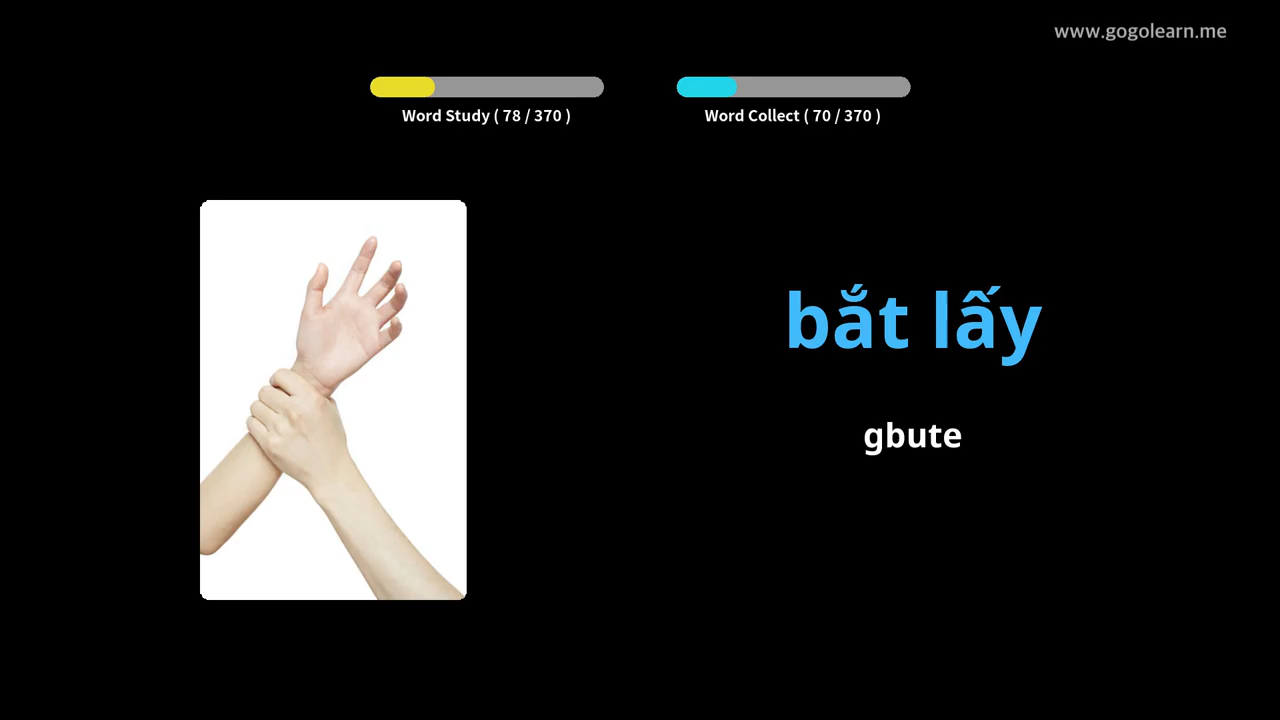 www.gogolearn.me
Word Study ( 78 / 370 )
Word Collect ( 70 / 370 )
bắt lấy
gbute